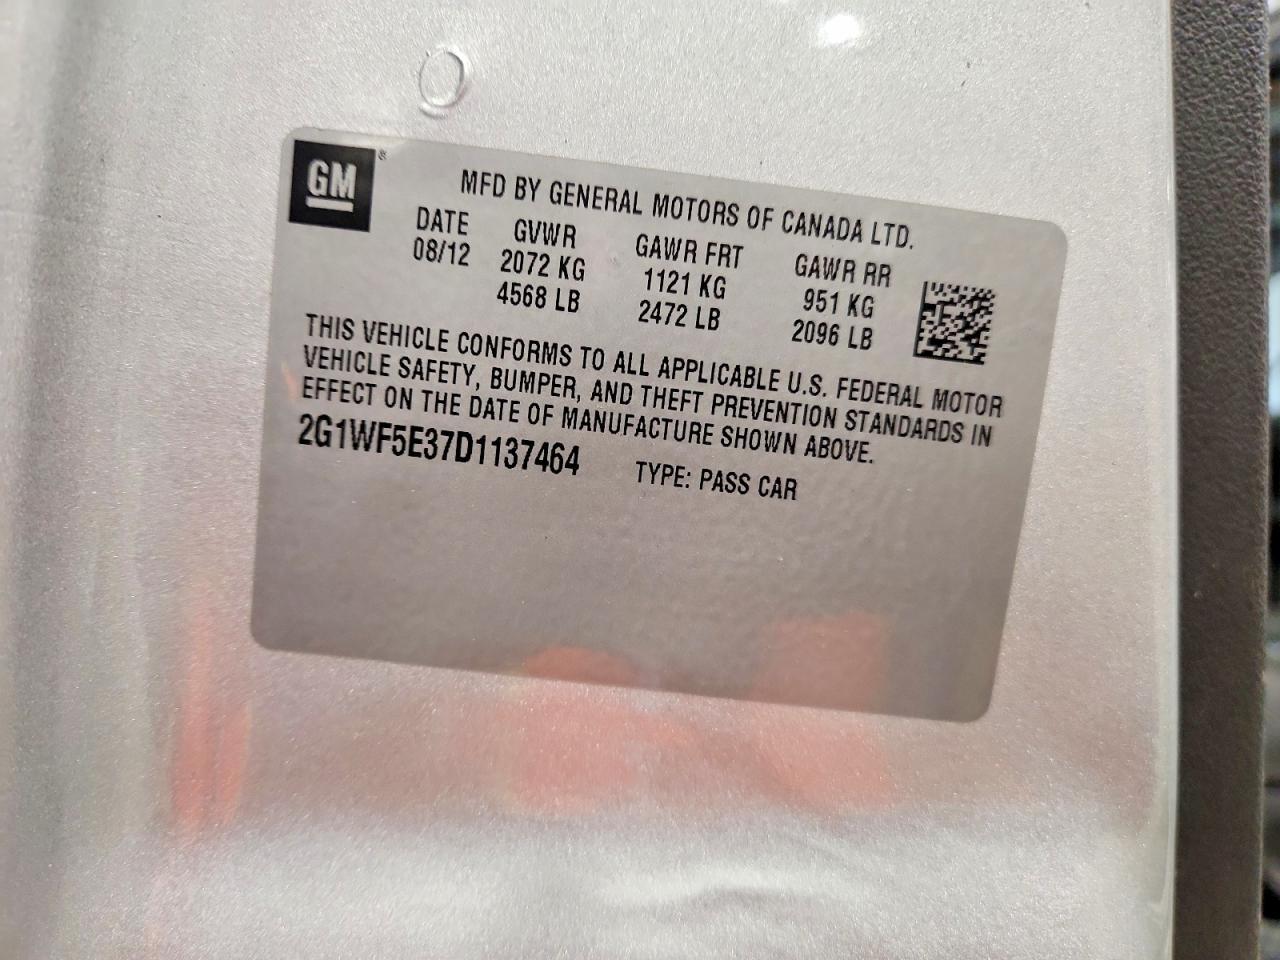 GM ®
MFD BY GENERAL MOTORS OF CANADA LTD.
DATE GVWR GAWR FRT GAWR RR
08/12 2072 KG 1121 KG 951 KG
4568 LB 2472 LB 2096 LB
THIS VEHICLE CONFORMS TO ALL APPLICABLE U.S. FEDERAL MOTOR
VEHICLE SAFETY, BUMPER, AND THEFT PREVENTION STANDARDS IN
EFFECT ON THE DATE OF MANUFACTURE SHOWN ABOVE.
2G1WF5E37D1137464 TYPE: PASS CAR